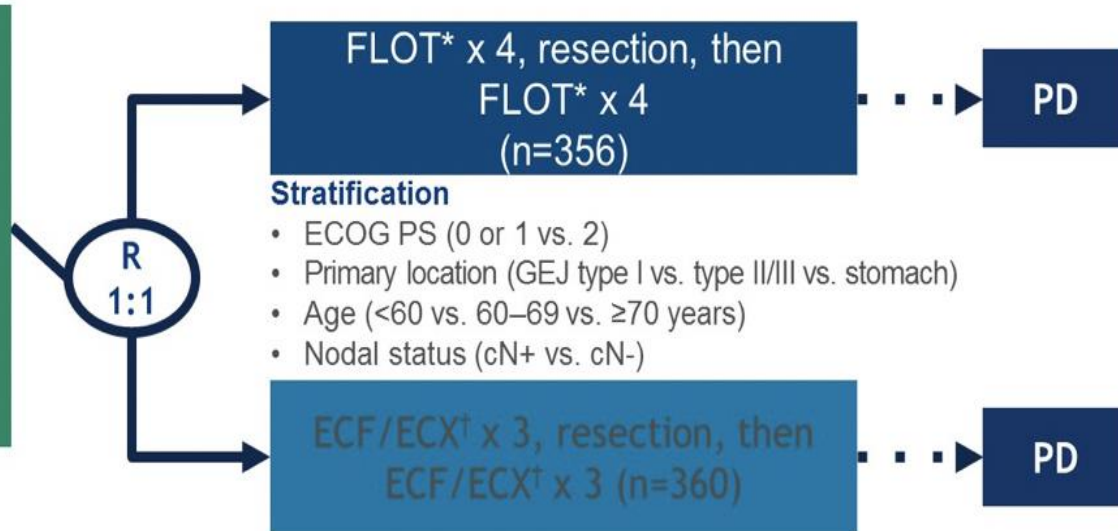 FLOT* x 4, resection, then
FLOT* x 4
(n=356)
PD
Stratification
• ECOG PS (0 or 1 vs. 2)
• Primary location (GEJ type I vs. type II/III vs. stomach)
• Age (<60 vs. 60–69 vs. ≥70 years)
• Nodal status (cN+ vs. cN-)
R
1:1
ECF/ECX† x 3, resection, then
ECF/ECX† x 3 (n=360)
PD